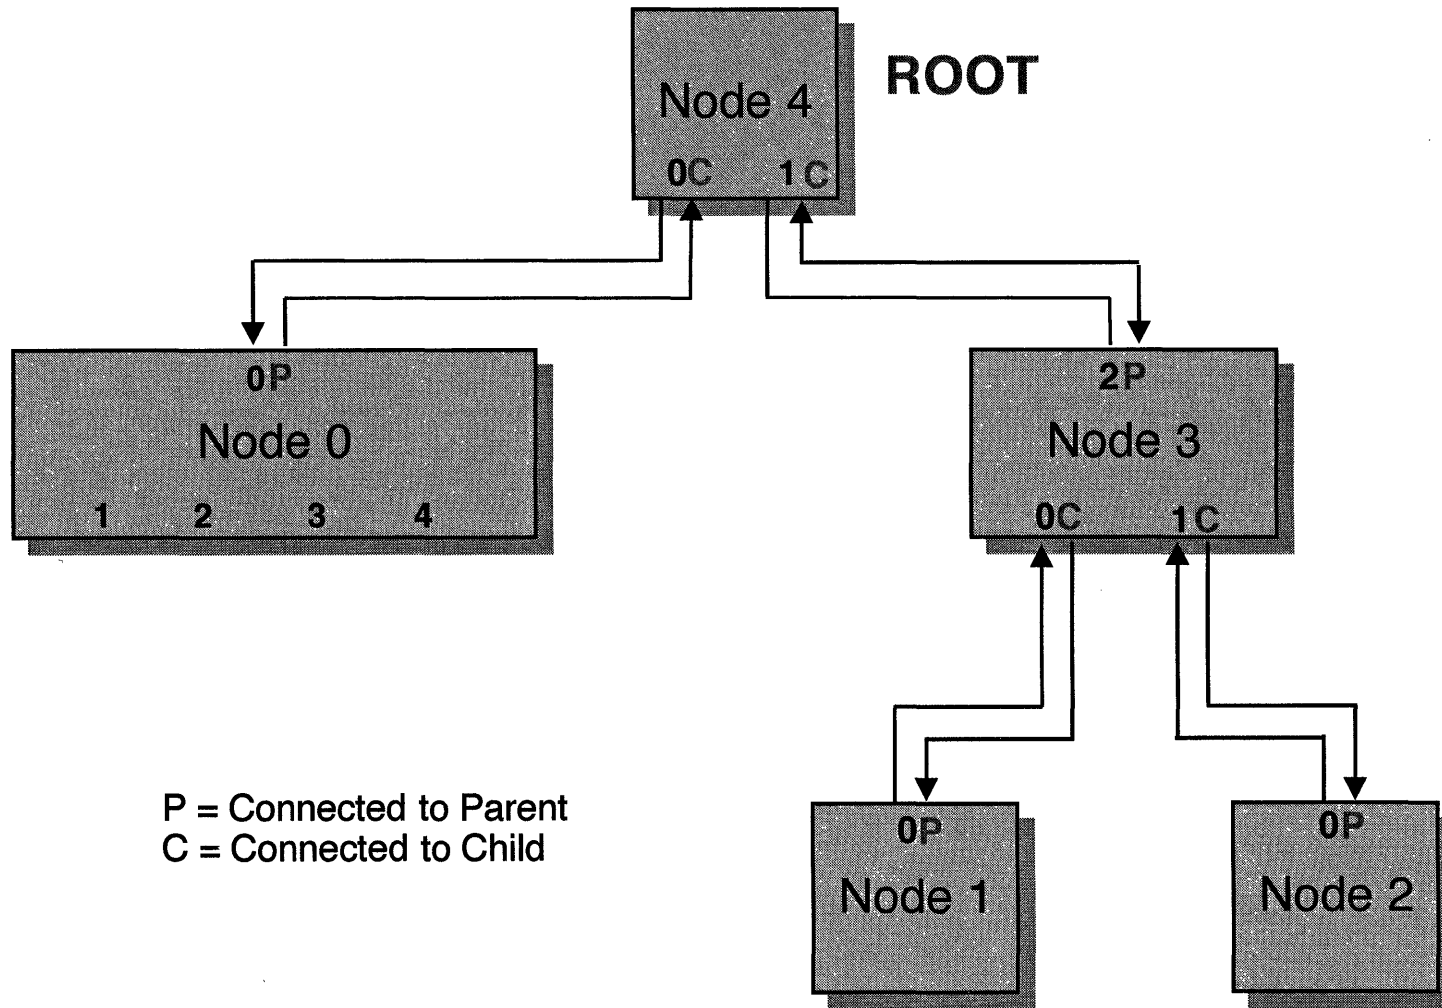 ROOT
Node 4
0C 1 C
0P
Node 0
1 2 3 4
2P
Node 3
0C 1C
P = Connected to Parent
C = Connected to Child
0P
Node 1
0P
Node 2